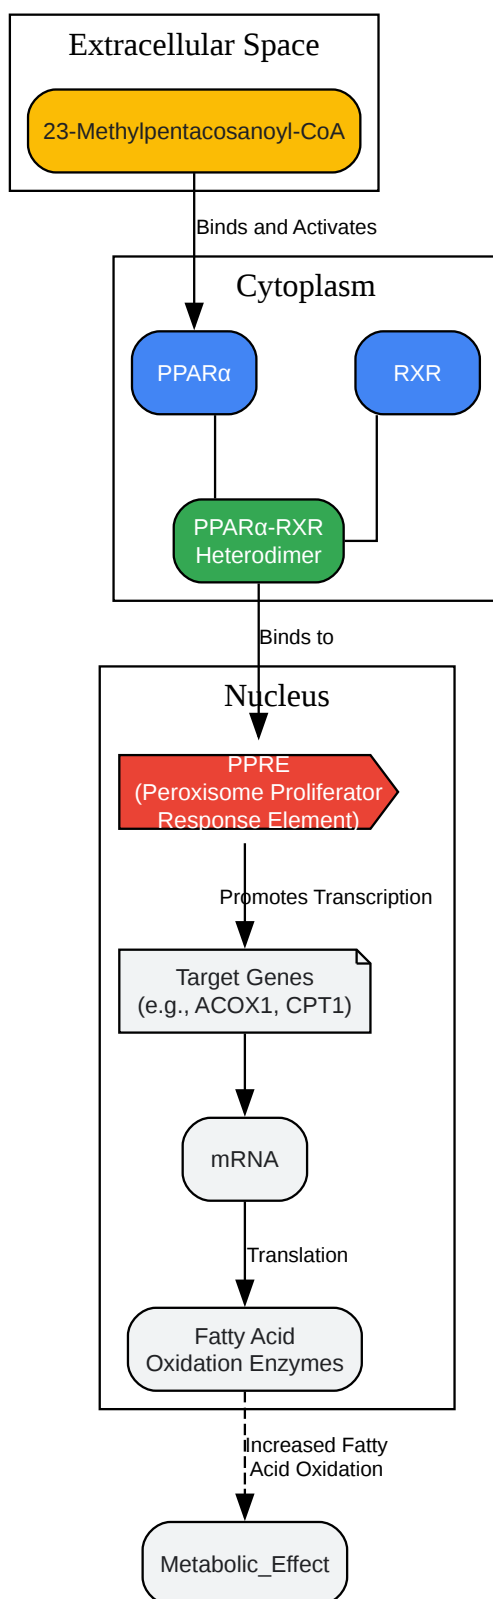 Extracellular Space
23-Methylpentacosanoyl-CoA
Binds and Activates
Cytoplasm
PPARα
RXR
PPARα-RXR
Heterodimer
Binds to
Nucleus
PPRE
(Peroxisome Proliferator
Response Element)
Promotes Transcription
Target Genes
(e.g., ACOX1, CPT1)
mRNA
Translation
Fatty Acid
Oxidation Enzymes
Increased Fatty
Acid Oxidation
Metabolic_Effect